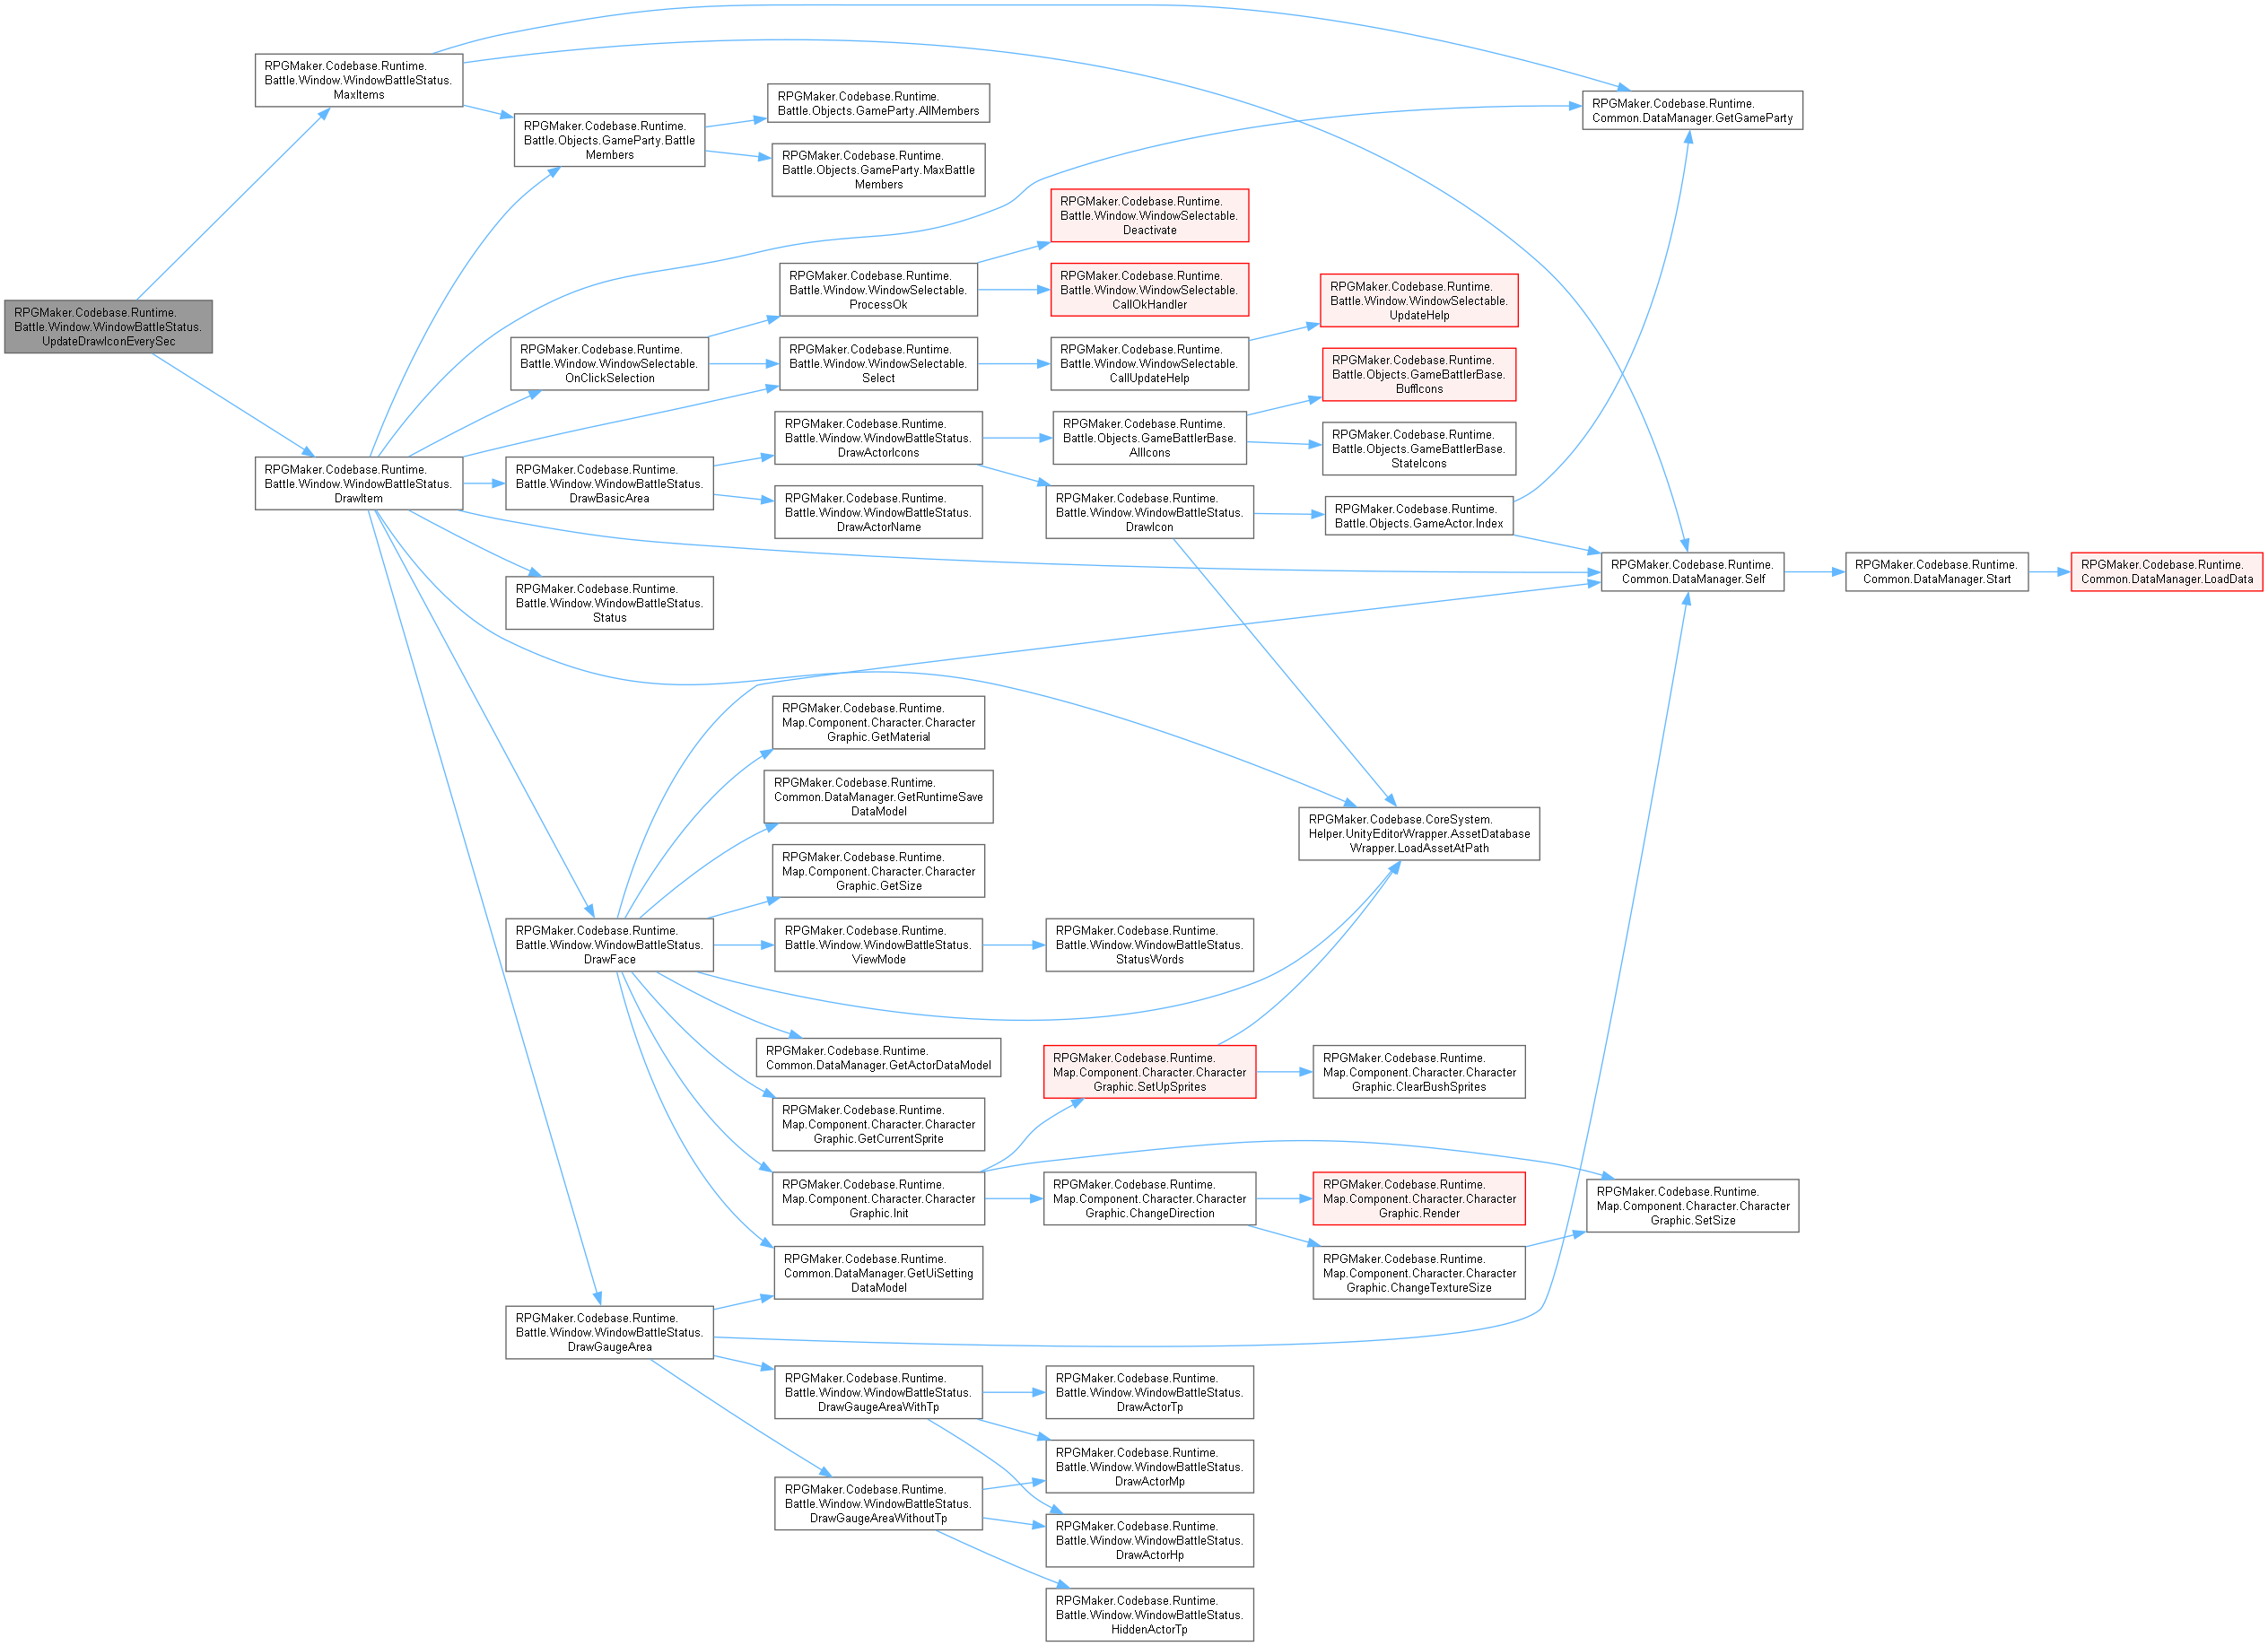 RPGMaker.Codebase.Runtime.
Battle.Window.WindowBattleStatus.
UpdateDrawIconEverySec
RPGMaker.Codebase.Runtime.
Battle.Window.WindowBattleStatus.
MaxItems
RPGMaker.Codebase.Runtime.
Battle.Window.WindowBattleStatus.
DrawItem
RPGMaker.Codebase.Runtime.
Battle.Objects.GameParty.Battle
Members
RPGMaker.Codebase.Runtime.
Battle.Window.WindowSelectable.
OnClickSelection
RPGMaker.Codebase.Runtime.
Battle.Window.WindowBattleStatus.
DrawBasicArea
RPGMaker.Codebase.Runtime.
Battle.Window.WindowBattleStatus.
Status
RPGMaker.Codebase.Runtime.
Battle.Window.WindowBattleStatus.
DrawFace
RPGMaker.Codebase.Runtime.
Battle.Window.WindowBattleStatus.
DrawGaugeArea
RPGMaker.Codebase.Runtime.
Battle.Objects.GameParty.AllMembers
RPGMaker.Codebase.Runtime.
Battle.Objects.GameParty.MaxBattle
Members
RPGMaker.Codebase.Runtime.
Battle.Window.WindowSelectable.
ProcessOk
RPGMaker.Codebase.Runtime.
Battle.Window.WindowSelectable.
Select
RPGMaker.Codebase.Runtime.
Battle.Window.WindowBattleStatus.
DrawActorIcons
RPGMaker.Codebase.Runtime.
Battle.Window.WindowBattleStatus.
DrawActorName
RPGMaker.Codebase.Runtime.
Map.Component.Character.Character
Graphic.GetMaterial
RPGMaker.Codebase.Runtime.
Common.DataManager.GetRuntimeSave
DataModel
RPGMaker.Codebase.Runtime.
Map.Component.Character.Character
Graphic.GetSize
RPGMaker.Codebase.Runtime.
Battle.Window.WindowBattleStatus.
ViewMode
RPGMaker.Codebase.Runtime.
Common.DataManager.GetActorDataModel
RPGMaker.Codebase.Runtime.
Map.Component.Character.Character
Graphic.GetCurrentSprite
RPGMaker.Codebase.Runtime.
Map.Component.Character.Character
Graphic.Init
RPGMaker.Codebase.Runtime.
Common.DataManager.GetUiSetting
DataModel
RPGMaker.Codebase.Runtime.
Battle.Window.WindowBattleStatus.
DrawGaugeAreaWithTp
RPGMaker.Codebase.Runtime.
Battle.Window.WindowBattleStatus.
DrawGaugeAreaWithoutTp
RPGMaker.Codebase.Runtime.
Battle.Window.WindowSelectable.
Deactivate
RPGMaker.Codebase.Runtime.
Battle.Window.WindowSelectable.
CallOkHandler
RPGMaker.Codebase.Runtime.
Battle.Window.WindowSelectable.
CallUpdateHelp
RPGMaker.Codebase.Runtime.
Battle.Objects.GameBattlerBase.
AllIcons
RPGMaker.Codebase.Runtime.
Battle.Window.WindowBattleStatus.
DrawIcon
RPGMaker.Codebase.Runtime.
Battle.Window.WindowBattleStatus.
StatusWords
RPGMaker.Codebase.Runtime.
Map.Component.Character.Character
Graphic.SetUpSprites
RPGMaker.Codebase.Runtime.
Map.Component.Character.Character
Graphic.ChangeDirection
RPGMaker.Codebase.Runtime.
Battle.Window.WindowBattleStatus.
DrawActorTp
RPGMaker.Codebase.Runtime.
Battle.Window.WindowBattleStatus.
DrawActorMp
RPGMaker.Codebase.Runtime.
Battle.Window.WindowBattleStatus.
DrawActorHp
RPGMaker.Codebase.Runtime.
Battle.Window.WindowBattleStatus.
HiddenActorTp
RPGMaker.Codebase.Runtime.
Battle.Window.WindowSelectable.
UpdateHelp
RPGMaker.Codebase.Runtime.
Battle.Objects.GameBattlerBase.
BuffIcons
RPGMaker.Codebase.Runtime.
Battle.Objects.GameBattlerBase.
StateIcons
RPGMaker.Codebase.Runtime.
Battle.Objects.GameActor.Index
RPGMaker.Codebase.CoreSystem.
Helper.UnityEditorWrapper.AssetDatabase
Wrapper.LoadAssetAtPath
RPGMaker.Codebase.Runtime.
Map.Component.Character.Character
Graphic.ClearBushSprites
RPGMaker.Codebase.Runtime.
Map.Component.Character.Character
Graphic.Render
RPGMaker.Codebase.Runtime.
Map.Component.Character.Character
Graphic.ChangeTextureSize
RPGMaker.Codebase.Runtime.
Common.DataManager.GetGameParty
RPGMaker.Codebase.Runtime.
Common.DataManager.Self
RPGMaker.Codebase.Runtime.
Map.Component.Character.Character
Graphic.SetSize
RPGMaker.Codebase.Runtime.
Common.DataManager.Start
RPGMaker.Codebase.Runtime.
Common.DataManager.LoadData